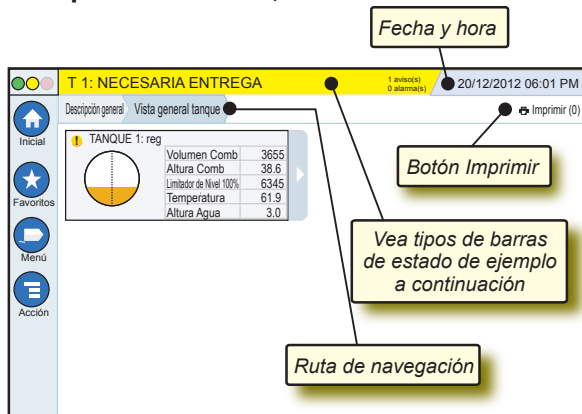 Fecha y hora
T 1: NECESARIA ENTREGA
1 aviso(s)
0 alarma(s)
20/12/2012 06:01 PM
Descripción general
Vista general tanque
Imprimir (0)
Inicial
Favoritos
Menú
Acción
TANQUE 1: reg
Volumen Comb 3655
Altura Comb 38.6
Limitador de Nivel 100% 6345
Temperatura 61.9
Altura Agua 3.0
Botón Imprimir
Vea tipos de barras
de estado de ejemplo
a continuación
Ruta de navegación